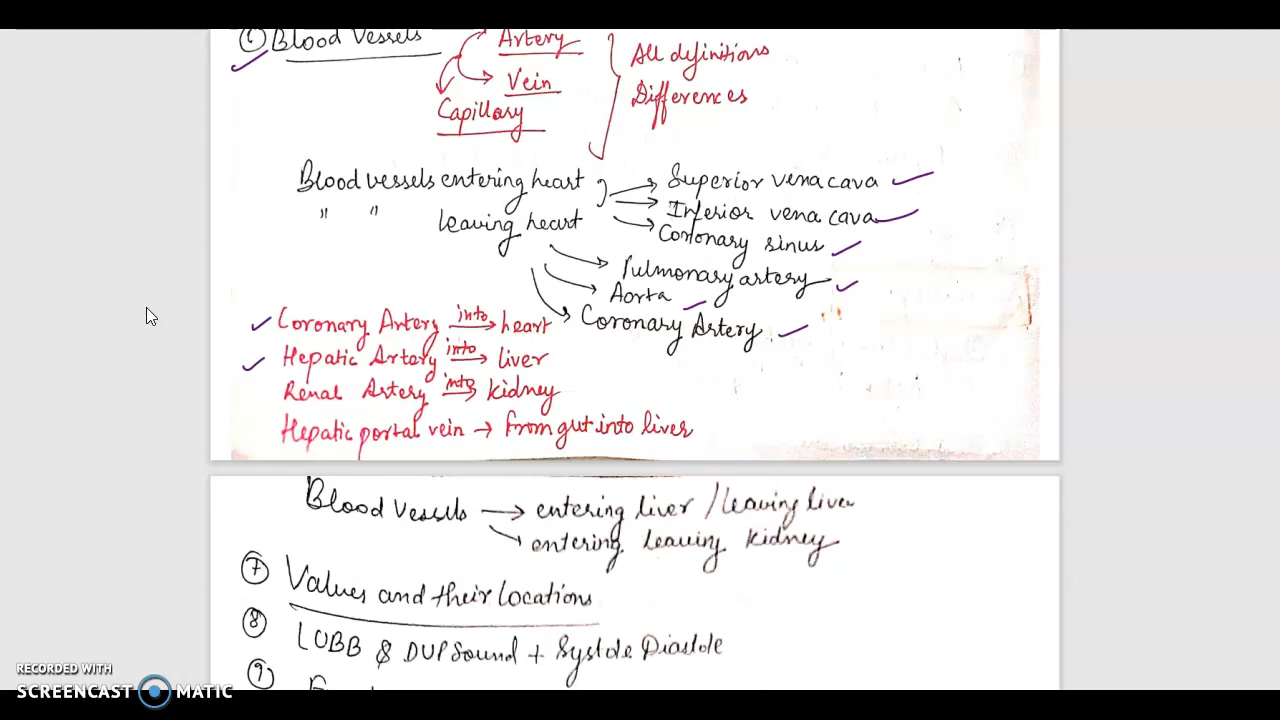 6 Blood Vessels
Artery
Vein
Capillary
All definitions
Differences
Blood vessels entering heart
" " leaving heart
Superior vena cava
Inferior vena cava
Coronary sinus
Pulmonary artery
Aorta
Coronary Artery
Coronary Artery into heart
Hepatic Artery into liver
Renal Artery into kidney
Hepatic portal vein → from gut into liver
Blood vessels → entering liver / leaving liver
entering leaving kidney
7 Values and their locations
8 LUBB & DUP Sound + Systole Diastole
9
RECORDED WITH
SCREENCAST MATIC